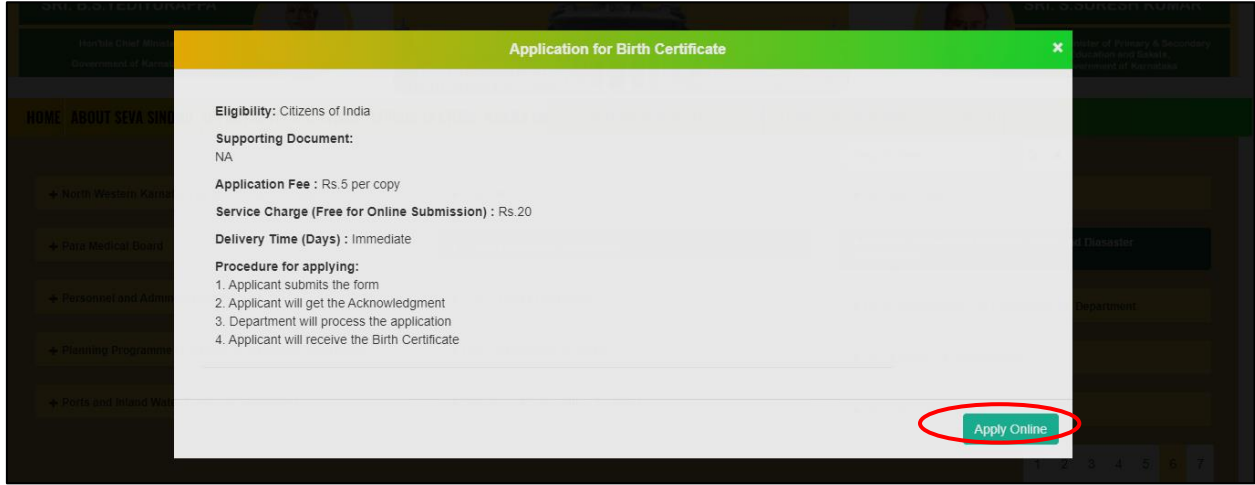 SRI. B.S.YEDIYURAPPA
SRI. S.SURESH KUMAR
Application for Birth Certificate
×
HOME ABOUT SEVA SIND
Eligibility: Citizens of India
Supporting Document:
NA
Application Fee : Rs.5 per copy
Service Charge (Free for Online Submission) : Rs.20
Delivery Time (Days) : Immediate
Procedure for applying:
1. Applicant submits the form
2. Applicant will get the Acknowledgment
3. Department will process the application
4. Applicant will receive the Birth Certificate
+ North Western Karnat
+ Para Medical Board
+ Personnel and Admin
+ Planning Programme
+ Ports and Inland Wat
d Diasaster
Department
Apply Online
1 2 3 4 5 6 7